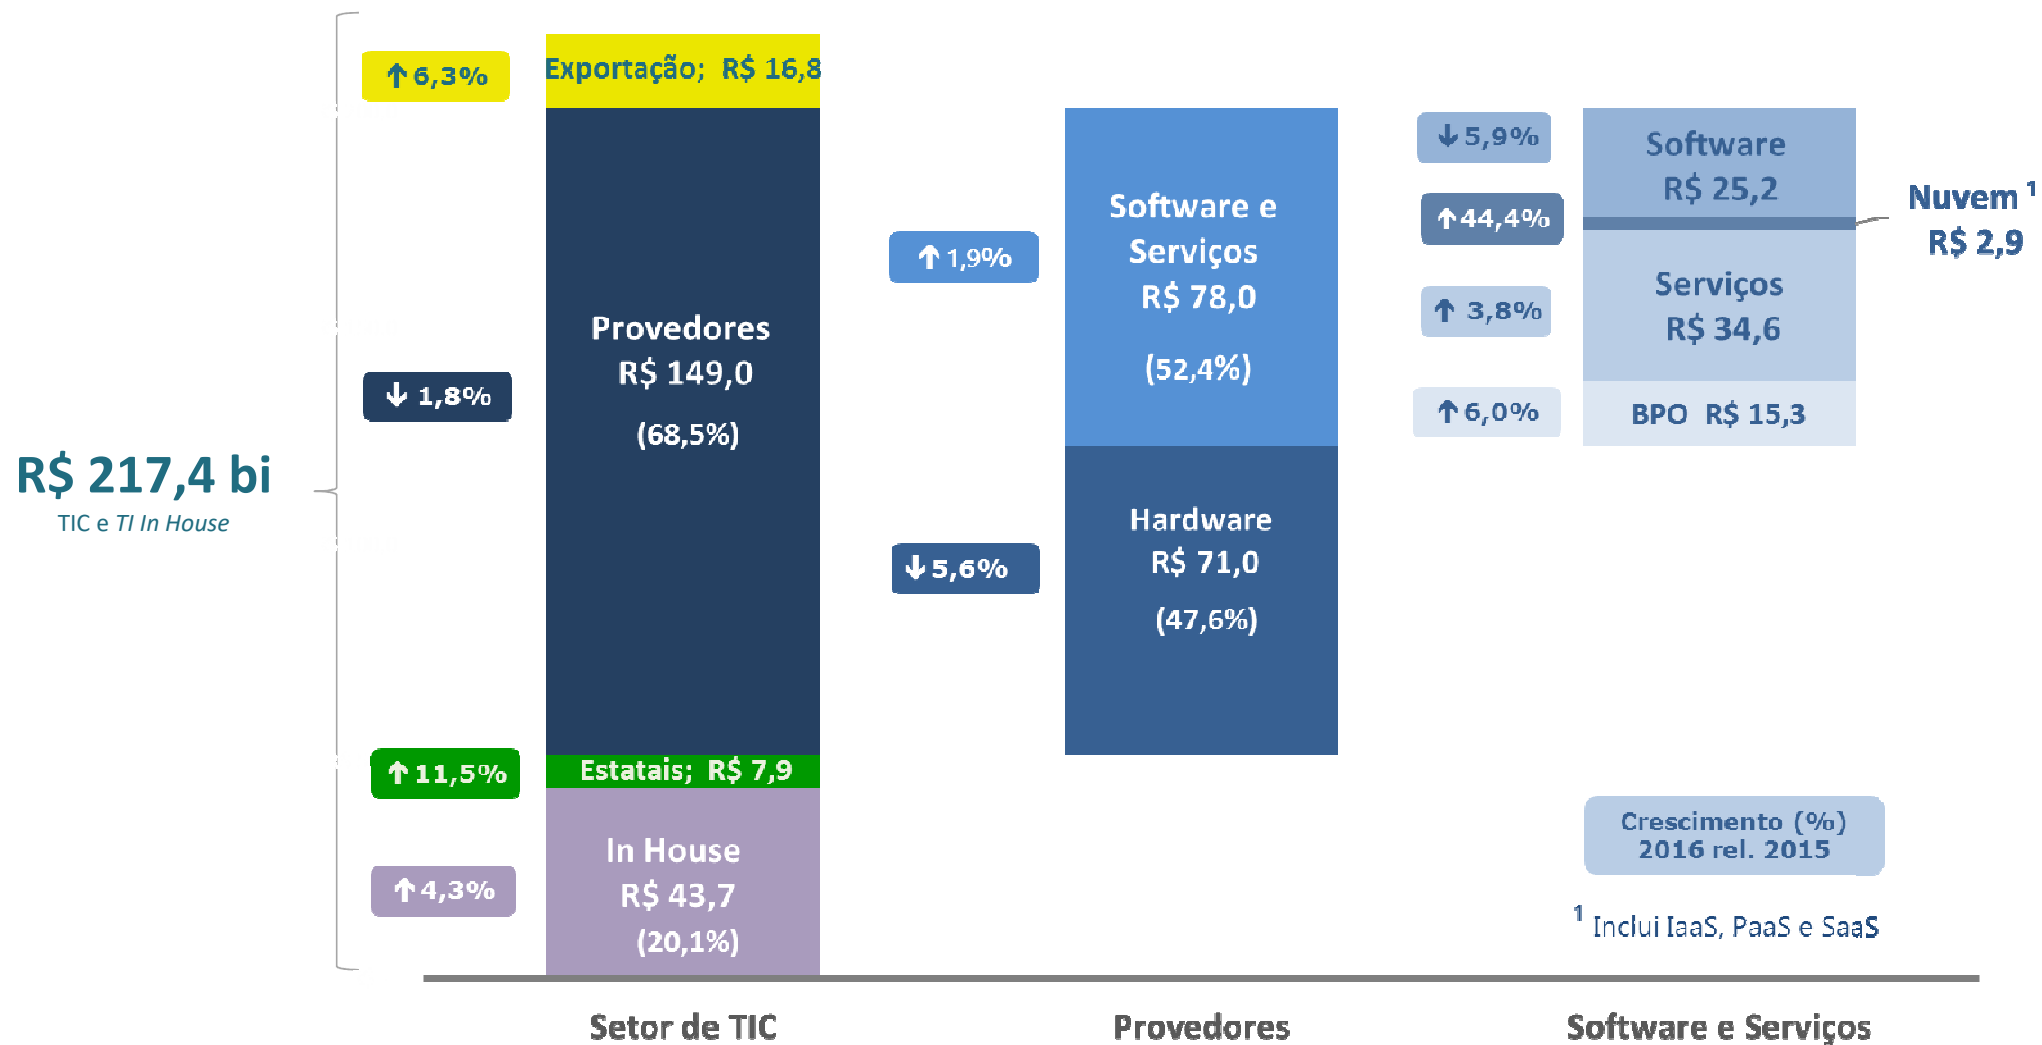 R$ 217,4 bi
TIC e TI In House
↑ 6,3%
↓ 1,8%
↑ 11,5%
↑ 4,3%
Exportação; R$ 16,8
Provedores
R$ 149,0
(68,5%)
Estatais; R$ 7,9
In House
R$ 43,7
(20,1%)
Setor de TIC
↑ 1,9%
↓ 5,6%
Software e
Serviços
R$ 78,0
(52,4%)
Hardware
R$ 71,0
(47,6%)
Provedores
↓ 5,9%
↑ 44,4%
↑ 3,8%
↑ 6,0%
Software
R$ 25,2
Nuvem ¹
R$ 2,9
Serviços
R$ 34,6
BPO R$ 15,3
Crescimento (%)
2016 rel. 2015
¹ Inclui IaaS, PaaS e SaaS
Software e Serviços